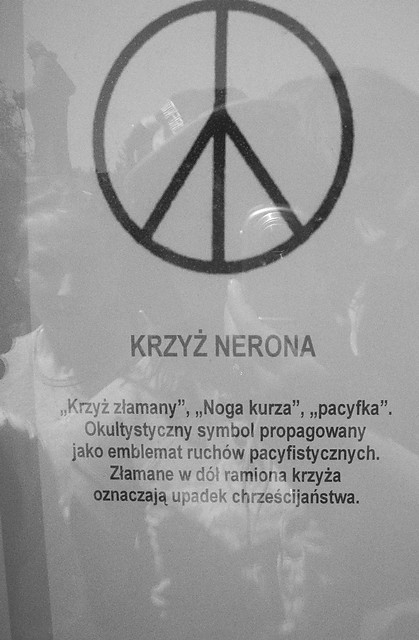 KRZYŻ NERONA
„Krzyż złamany”, „Noga kurza”, „pacyfka”.
Okultystyczny symbol propagowany
jako emblemat ruchów pacyfistycznych.
Złamane w dół ramiona krzyża
oznaczają upadek chrześcijaństwa.